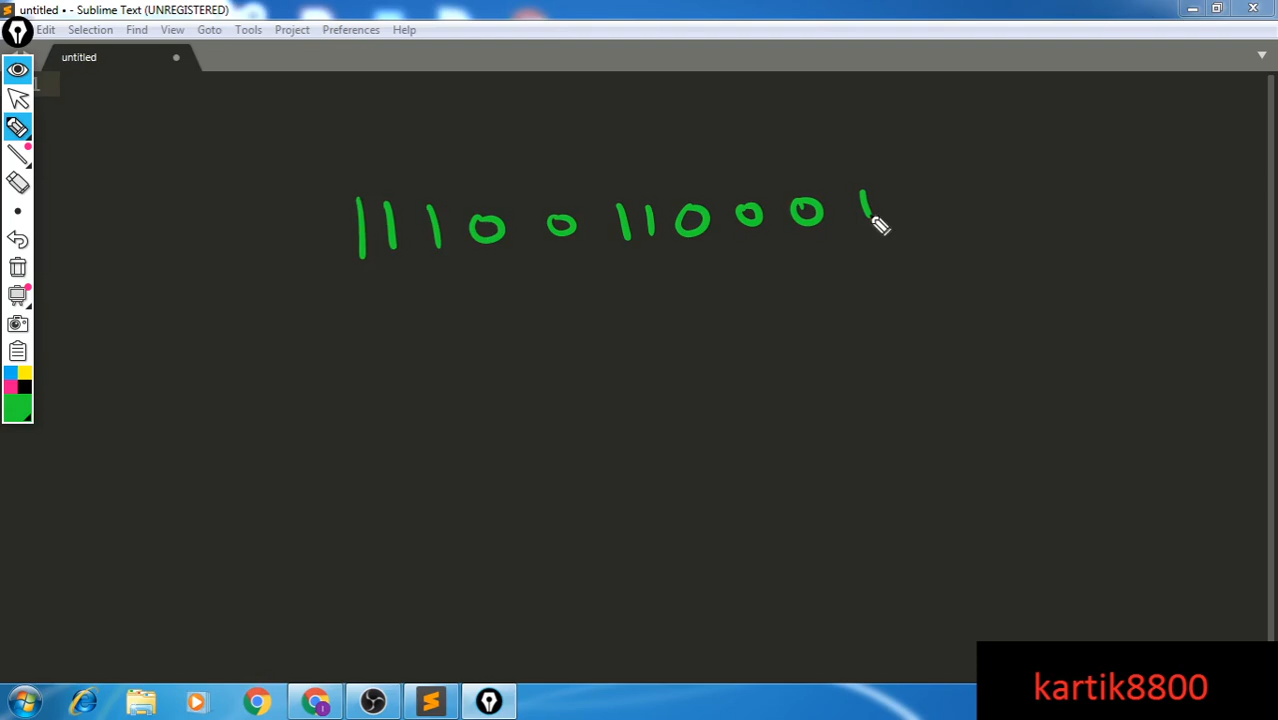 untitled • - Sublime Text (UNREGISTERED)
Edit Selection Find View Goto Tools Project Preferences Help
untitled
1
1 1 1 0 0 1 1 0 0 0 1
kartik8800